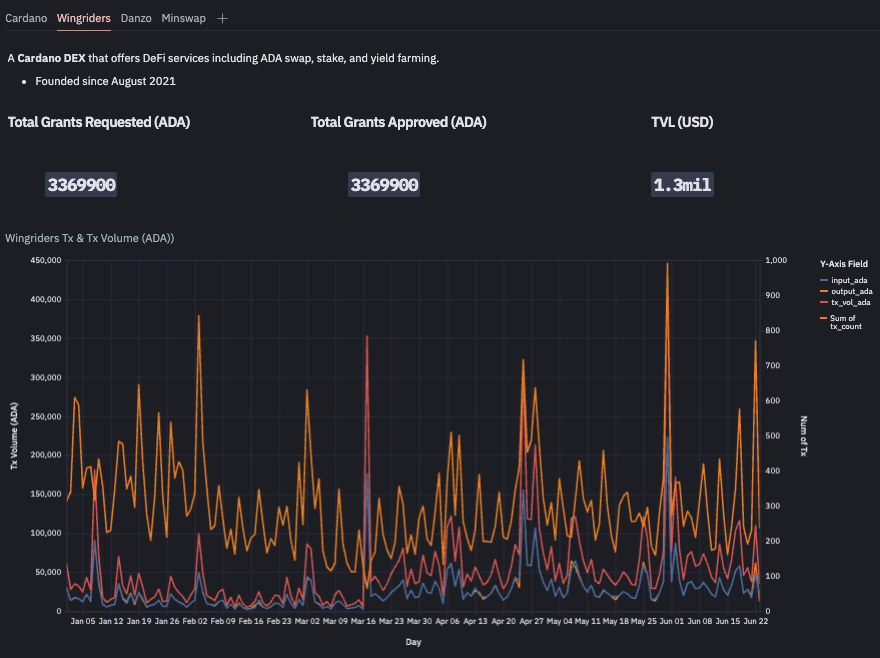 Cardano Wingriders Danzo Minswap +
A Cardano DEX that offers DeFi services including ADA swap, stake, and yield farming.
• Founded since August 2021
Total Grants Requested (ADA) Total Grants Approved (ADA) TVL (USD)
3369900 3369900 1.3mil
Wingriders Tx & Tx Volume (ADA))
Tx Volume (ADA)
450,000
400,000
350,000
300,000
250,000
200,000
150,000
100,000
50,000
0
1,000
900
800
700
600
500
400
300
200
100
0
Num of Tx
Jan 05 Jan 12 Jan 19 Jan 26 Feb 02 Feb 09 Feb 16 Feb 23 Mar 02 Mar 09 Mar 16 Mar 23 Mar 30 Apr 06 Apr 13 Apr 20 Apr 27 May 04 May 11 May 18 May 25 Jun 01 Jun 08 Jun 15 Jun 22
Day
Y-Axis Field
input_ada
output_ada
tx_vol_ada
Sum of
tx_count